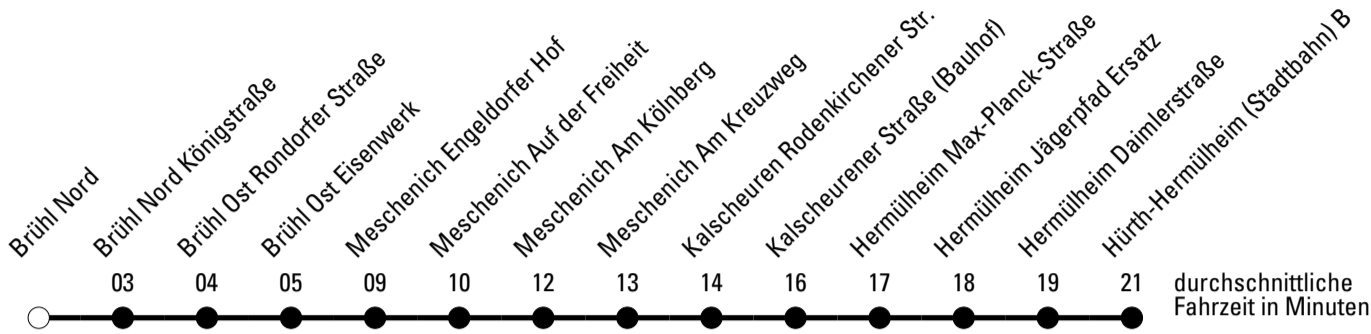 Brühl Nord
Brühl Nord Königstraße
Brühl Ost Rondorfer Straße
Brühl Ost Eisenwerk
Meschenich Engeldorfer Hof
Meschenich Auf der Freiheit
Meschenich Am Kölnberg
Meschenich Am Kreuzweg
Kalscheuren Rodenkirchener Str.
Kalscheurener Straße (Bauhof)
Hermülheim Max-Planck-Straße
Hermülheim Jägerpfad Ersatz
Hermülheim Daimlerstraße
Hürth-Hermülheim (Stadtbahn) B
03 04 05 09 10 12 13 14 16 17 18 19 21
durchschnittliche
Fahrzeit in Minuten